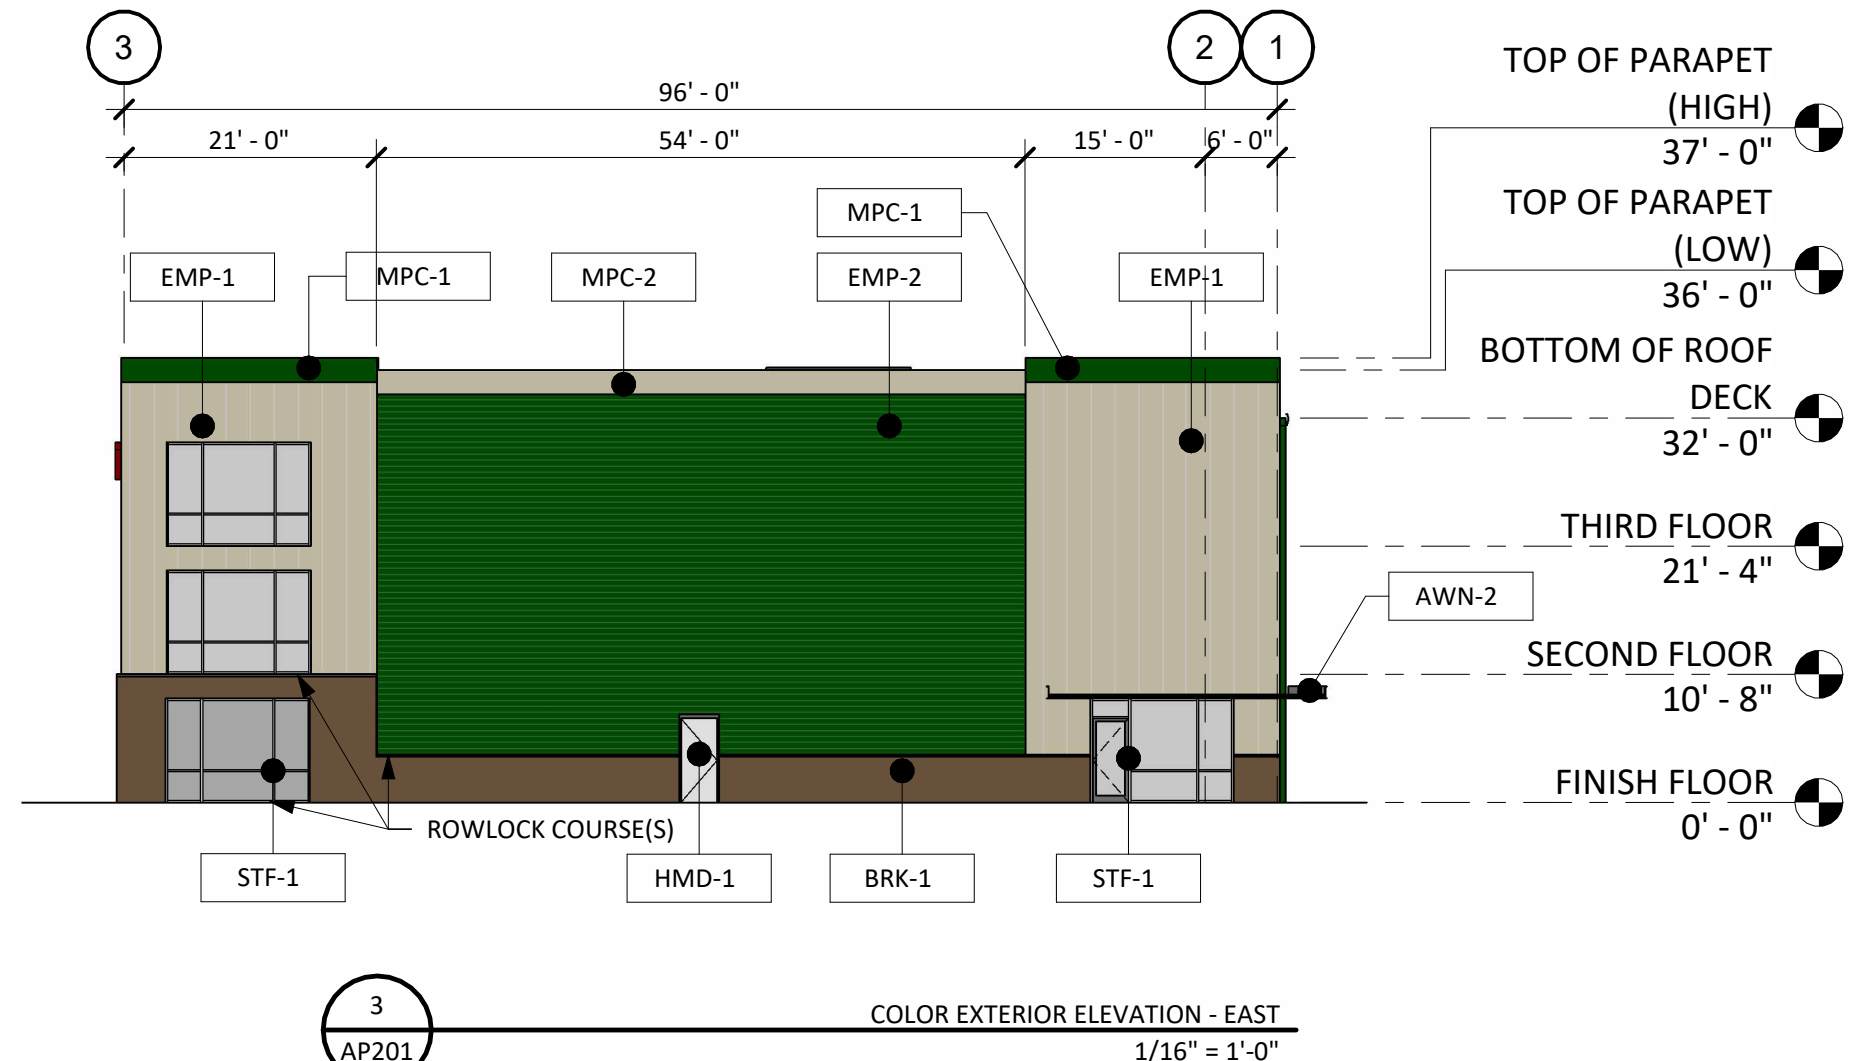 3
2
1
96' - 0"
21' - 0"
54' - 0"
15' - 0"
6' - 0"
TOP OF PARAPET
(HIGH)
37' - 0"
TOP OF PARAPET
(LOW)
36' - 0"
BOTTOM OF ROOF
DECK
32' - 0"
THIRD FLOOR
21' - 4"
SECOND FLOOR
10' - 8"
FINISH FLOOR
0' - 0"
MPC-1
EMP-1
MPC-1
MPC-2
EMP-2
EMP-1
AWN-2
ROWLOCK COURSE(S)
STF-1
HMD-1
BRK-1
STF-1
3
AP201
COLOR EXTERIOR ELEVATION - EAST
1/16" = 1'-0"